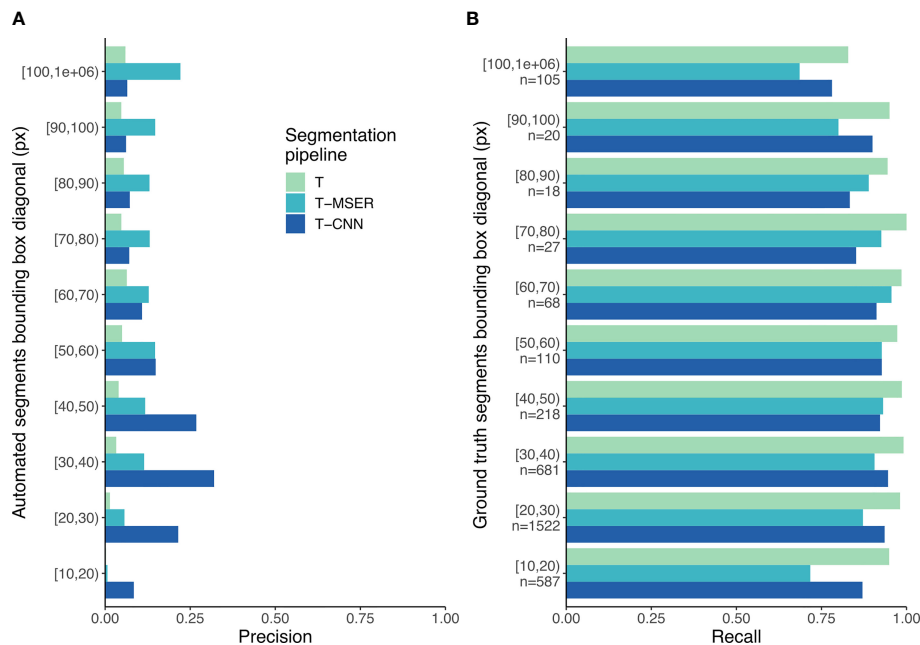 A
Automated segments bounding box diagonal (px)
[100,1e+06)
[90,100)
[80,90)
[70,80)
[60,70)
[50,60)
[40,50)
[30,40)
[20,30)
[10,20)
0.00 0.25 0.50 0.75 1.00
Precision
Segmentation
pipeline
T
T−MSER
T−CNN
B
Ground truth segments bounding box diagonal (px)
[100,1e+06)
n=105
[90,100)
n=20
[80,90)
n=18
[70,80)
n=27
[60,70)
n=68
[50,60)
n=110
[40,50)
n=218
[30,40)
n=681
[20,30)
n=1522
[10,20)
n=587
0.00 0.25 0.50 0.75 1.00
Recall